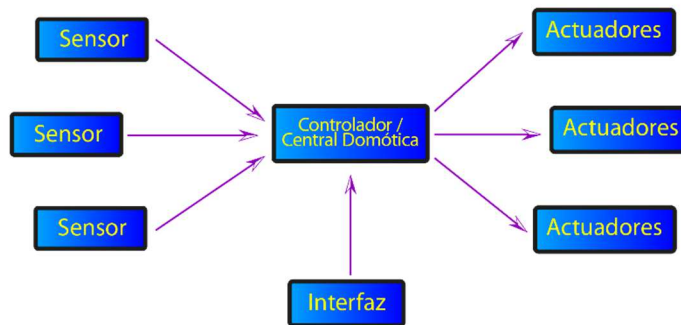 Sensor
Actuadores
Sensor
Controlador /
Central Domótica
Actuadores
Sensor
Actuadores
Interfaz